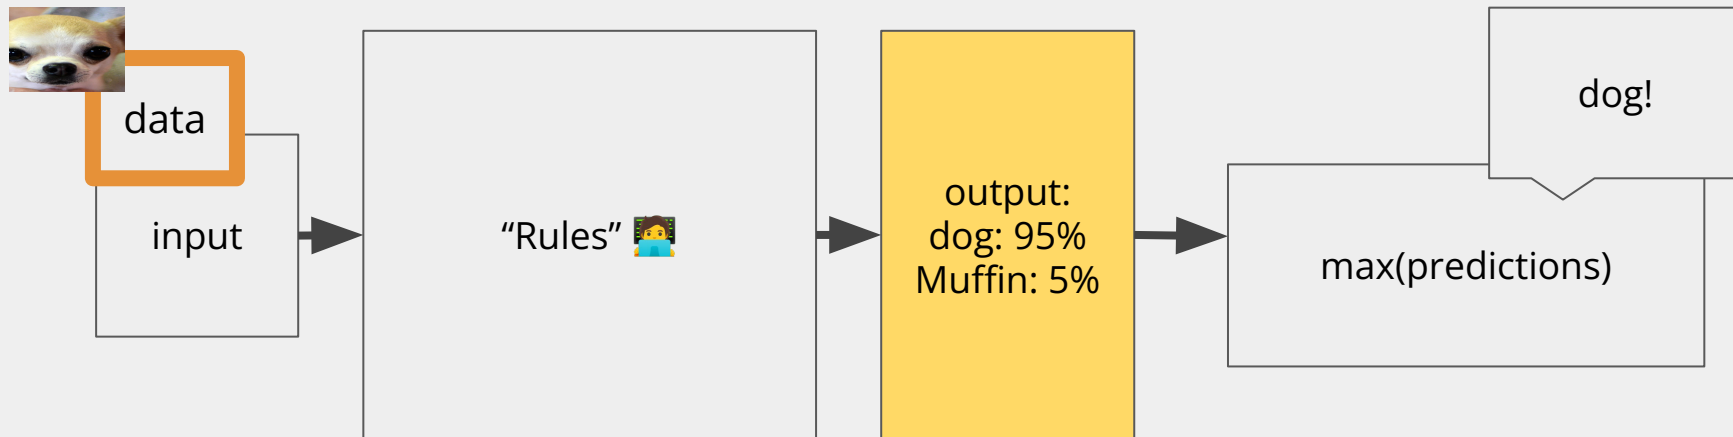 data
input
“Rules” 🧑‍💻
output:
dog: 95%
Muffin: 5%
max(predictions)
dog!